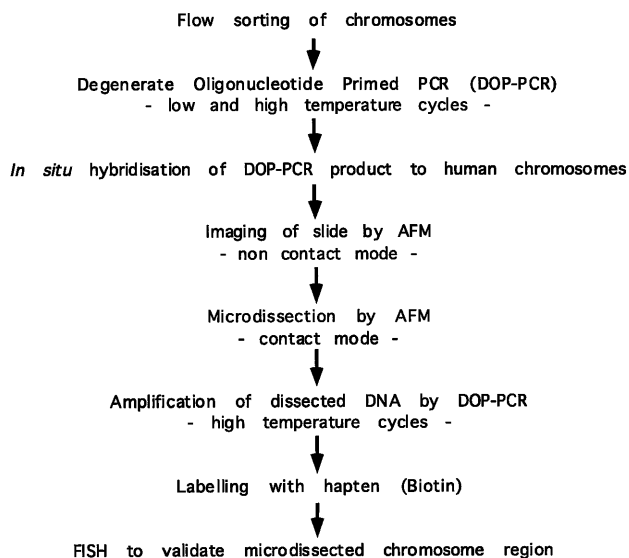 Flow sorting of chromosomes
Degenerate Oligonucleotide Primed PCR (DOP-PCR)
- low and high temperature cycles -
In situ hybridisation of DOP-PCR product to human chromosomes
Imaging of slide by AFM
- non contact mode -
Microdissection by AFM
- contact mode -
Amplification of dissected DNA by DOP-PCR
- high temperature cycles -
Labelling with hapten (Biotin)
FISH to validate microdissected chromosome region